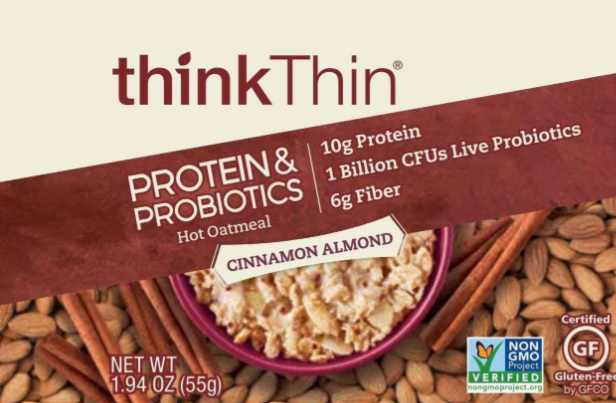 thinkThin®
PROTEIN &
PROBIOTICS
Hot Oatmeal
10g Protein
1 Billion CFUs Live Probiotics
6g Fiber
CINNAMON ALMOND
NET WT
1.94 OZ (55g)
NON
GMO
Project
VERIFIED
nongmoproject.org
Certified
GF
Gluten-Free
by GFCO